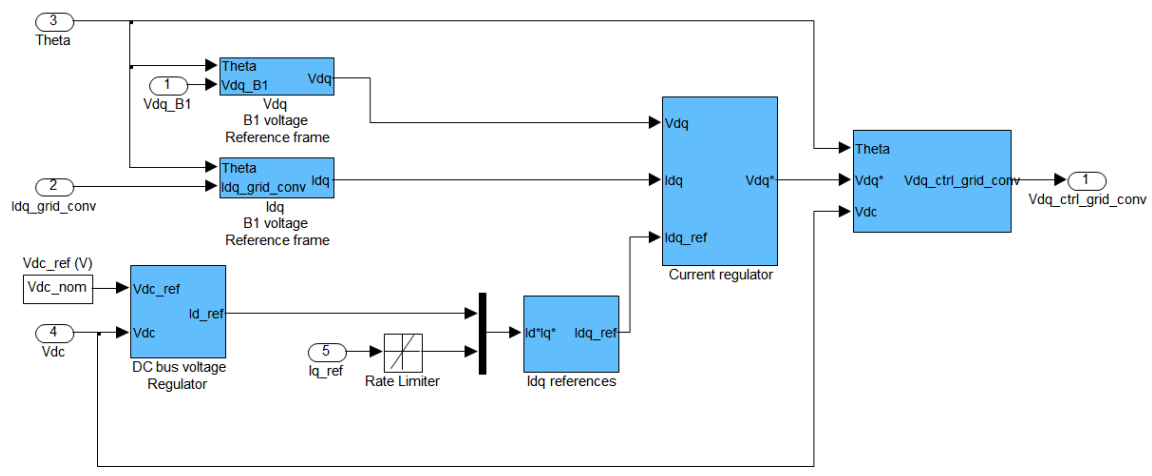 3
Theta
Theta
Vdq_B1
Vdq
1
Vdq_B1
Vdq
B1 voltage
Reference frame
Theta
Idq_grid_conv
Idq
2
Idq_grid_conv
Idq
B1 voltage
Reference frame
Vdq
Idq
Idq_ref
Vdq*
Current regulator
Theta
Vdq*
Vdc
Vdq_ctrl_grid_conv
1
Vdq_ctrl_grid_conv
Vdc_ref (V)
Vdc_nom
Vdc_ref
Vdc
Id_ref
DC bus voltage
Regulator
4
Vdc
5
Iq_ref
Rate Limiter
Id*Iq*
Idq_ref
Idq references